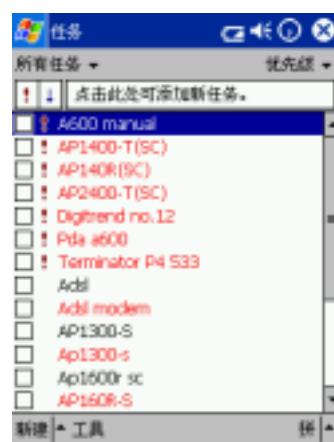 任务
所有任务 优先级
! ↓ 点击此处可添加新任务。
! A600 manual
! AP1400-T(SC)
! AP140R(SC)
! AP2400-T(SC)
! Digitrend no.12
! Pda a600
! Terminator P4 533
Adsl
Adsl modem
AP1300-S
Ap1300-s
Ap1600r sc
AP160R-S
新建 工具 拼